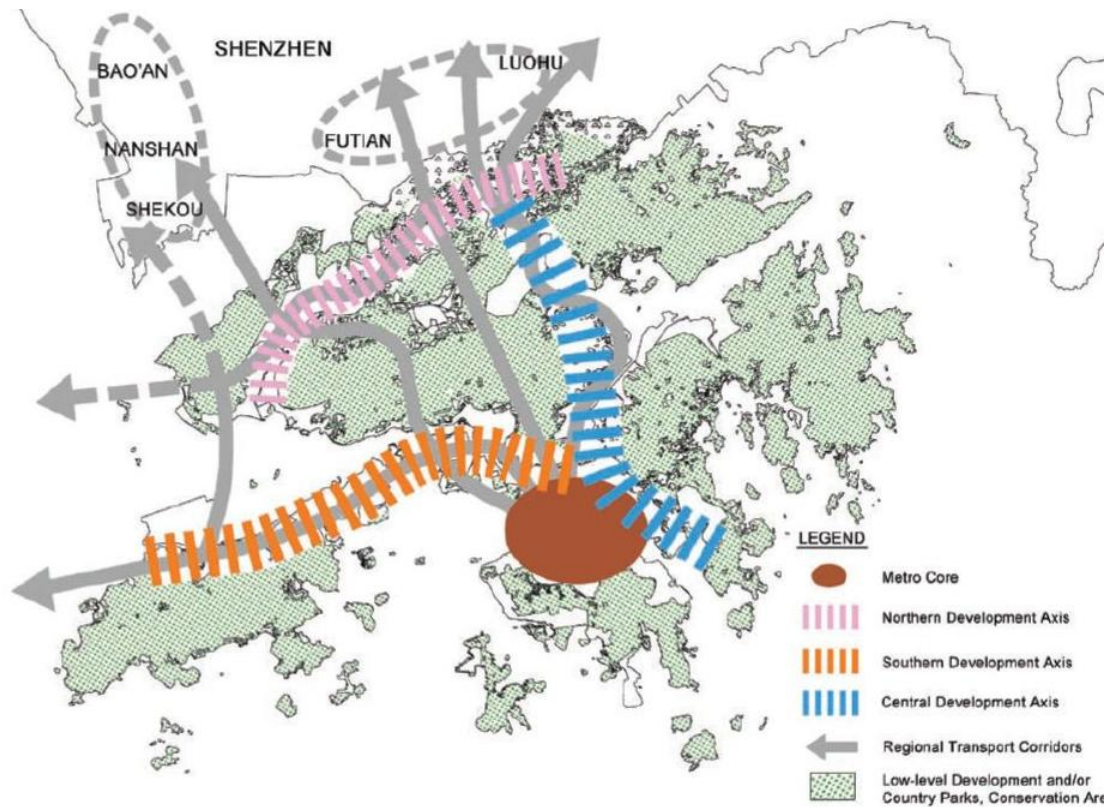 SHENZHEN
BAO'AN
LUOHU
FUTIAN
NANSHAN
SHEKOU
LEGEND
Metro Core
Northern Development Axis
Southern Development Axis
Central Development Axis
Regional Transport Corridors
Low-level Development and/or
Country Parks, Conservation Are